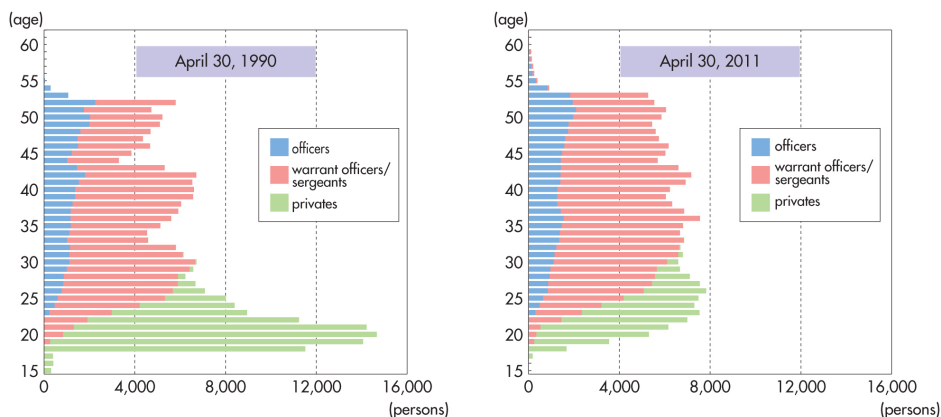 (age)
April 30, 1990
60
55
50
45
40
35
30
25
20
15
officers
warrant officers/
sergeants
privates
0
4,000
8,000
12,000
16,000
(persons)
(age)
April 30, 2011
60
55
50
45
40
35
30
25
20
15
officers
warrant officers/
sergeants
privates
0
4,000
8,000
12,000
16,000
(persons)